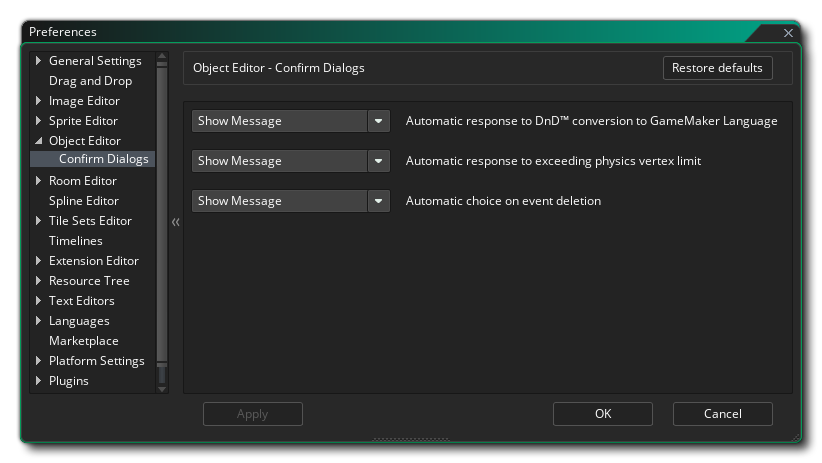 Preferences
General Settings
Drag and Drop
Image Editor
Sprite Editor
Object Editor
Confirm Dialogs
Room Editor
Spline Editor
Tile Sets Editor
Timelines
Extension Editor
Resource Tree
Text Editors
Languages
Marketplace
Platform Settings
Plugins
Object Editor - Confirm Dialogs
Restore defaults
Show Message
Automatic response to DnD™ conversion to GameMaker Language
Show Message
Automatic response to exceeding physics vertex limit
Show Message
Automatic choice on event deletion
Apply
OK
Cancel